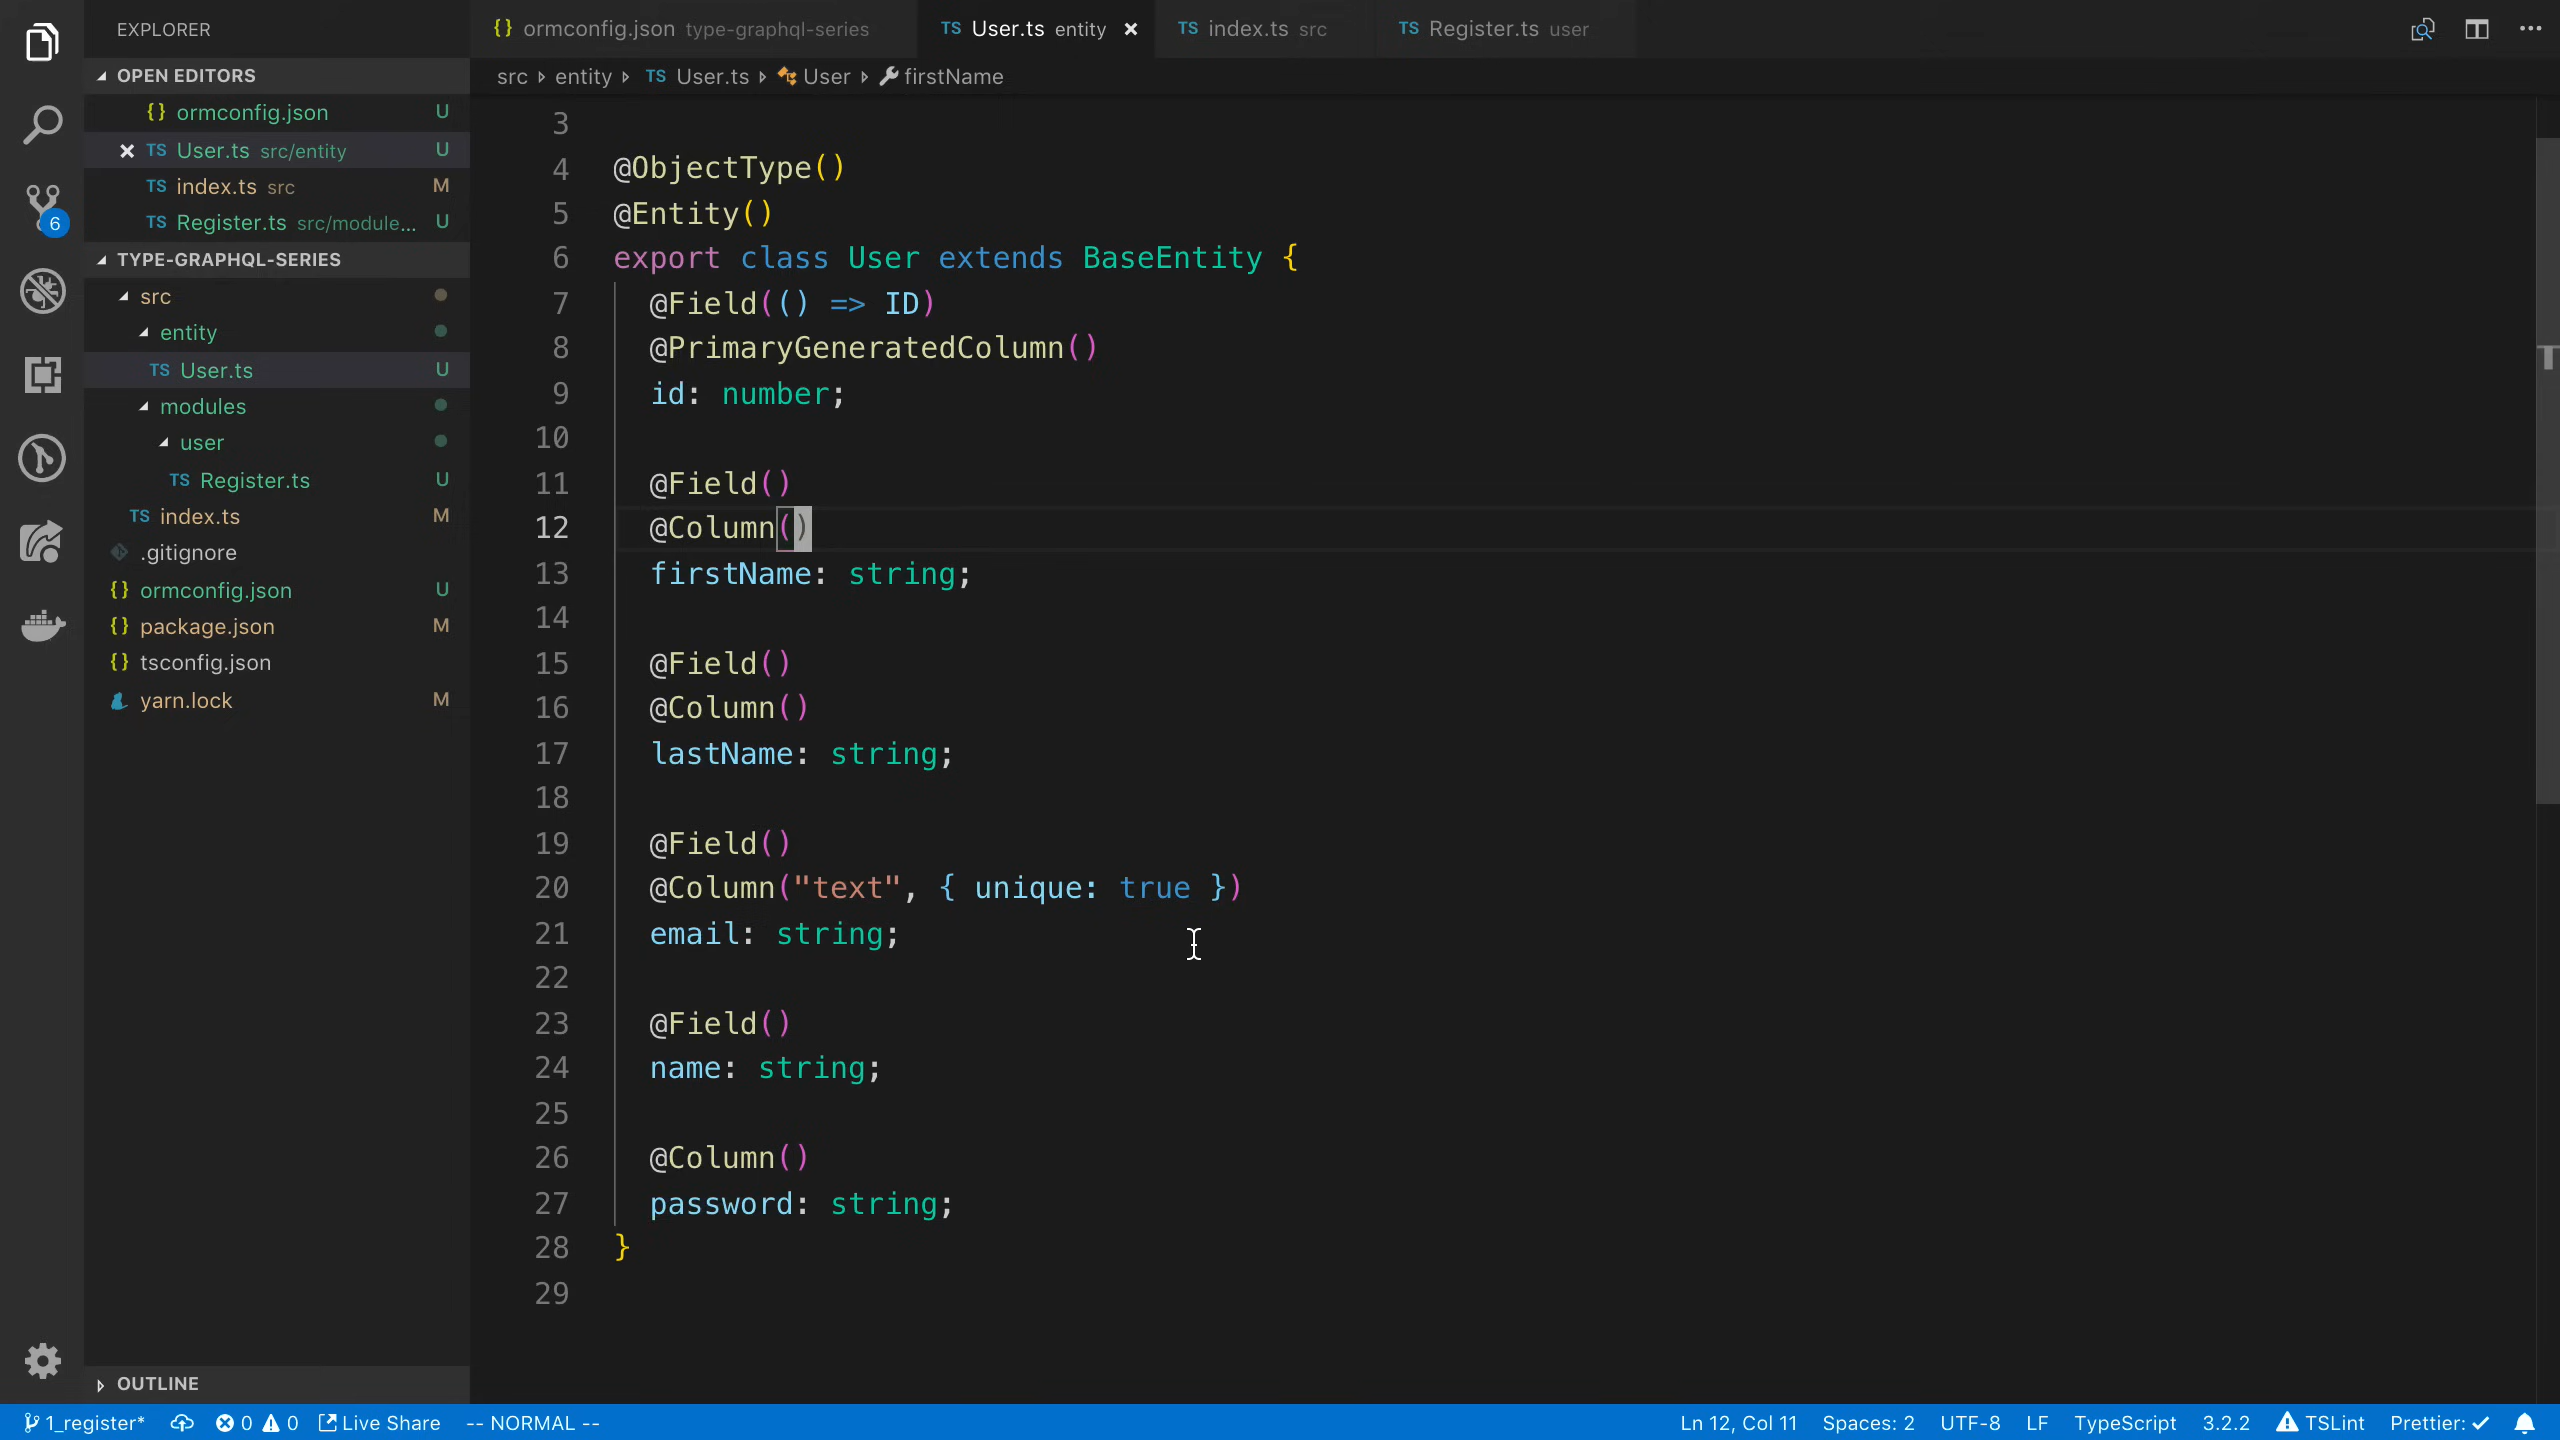 EXPLORER
OPEN EDITORS
{} ormconfig.json U
TS User.ts src/entity U
TS index.ts src M
TS Register.ts src/module... U
TYPE-GRAPHQL-SERIES
src
entity
TS User.ts U
modules
user
TS Register.ts U
TS index.ts M
.gitignore
{} ormconfig.json U
{} package.json M
{} tsconfig.json
yarn.lock M
OUTLINE
6
{} ormconfig.json type-graphql-series
TS User.ts entity
TS index.ts src
TS Register.ts user
src › entity › TS User.ts › User › firstName
3
4 @ObjectType()
5 @Entity()
6 export class User extends BaseEntity {
7 @Field(() => ID)
8 @PrimaryGeneratedColumn()
9 id: number;
10
11 @Field()
12 @Column()
13 firstName: string;
14
15 @Field()
16 @Column()
17 lastName: string;
18
19 @Field()
20 @Column("text", { unique: true })
21 email: string;
22
23 @Field()
24 name: string;
25
26 @Column()
27 password: string;
28 }
29
1_register* 0 0 Live Share -- NORMAL -- Ln 12, Col 11 Spaces: 2 UTF-8 LF TypeScript 3.2.2 TSLint Prettier: ✓